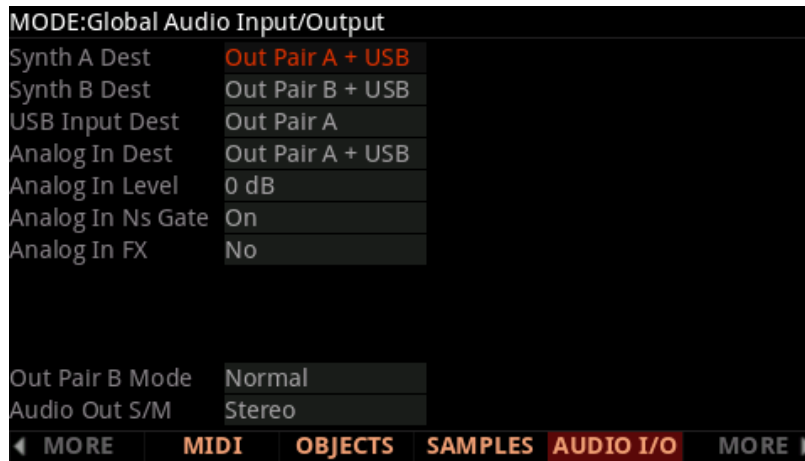 MODE:Global Audio Input/Output
Synth A Dest Out Pair A + USB
Synth B Dest Out Pair B + USB
USB Input Dest Out Pair A
Analog In Dest Out Pair A + USB
Analog In Level 0 dB
Analog In Ns Gate On
Analog In FX No
Out Pair B Mode Normal
Audio Out S/M Stereo
MORE MIDI OBJECTS SAMPLES AUDIO I/O MORE